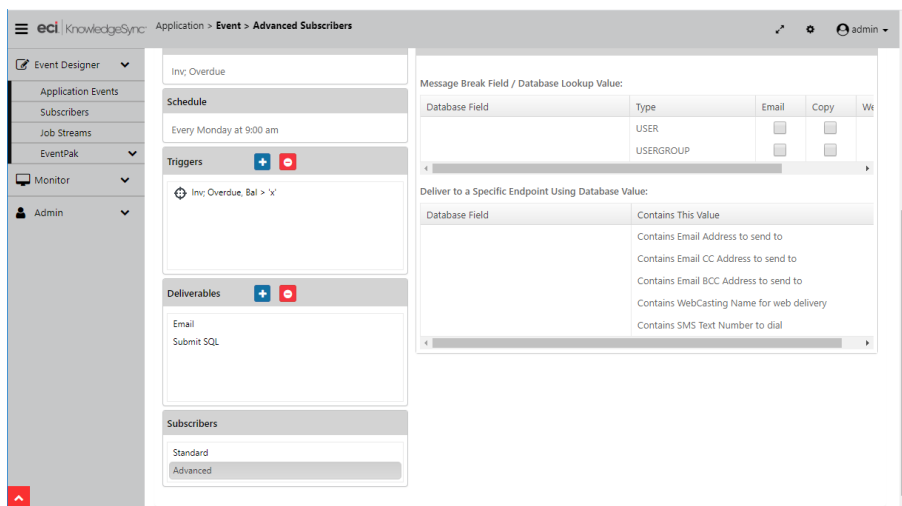 eci KnowledgeSync Application > Event > Advanced Subscribers admin
Event Designer
Application Events
Subscribers
Job Streams
EventPak
Monitor
Admin
Inv; Overdue
Schedule
Every Monday at 9:00 am
Triggers
Inv; Overdue, Bal > 'x'
Deliverables
Email
Submit SQL
Subscribers
Standard
Advanced
Message Break Field / Database Lookup Value:
Database Field Type Email Copy We
USER
USERGROUP
Deliver to a Specific Endpoint Using Database Value:
Database Field Contains This Value
Contains Email Address to send to
Contains Email CC Address to send to
Contains Email BCC Address to send to
Contains WebCasting Name for web delivery
Contains SMS Text Number to dial